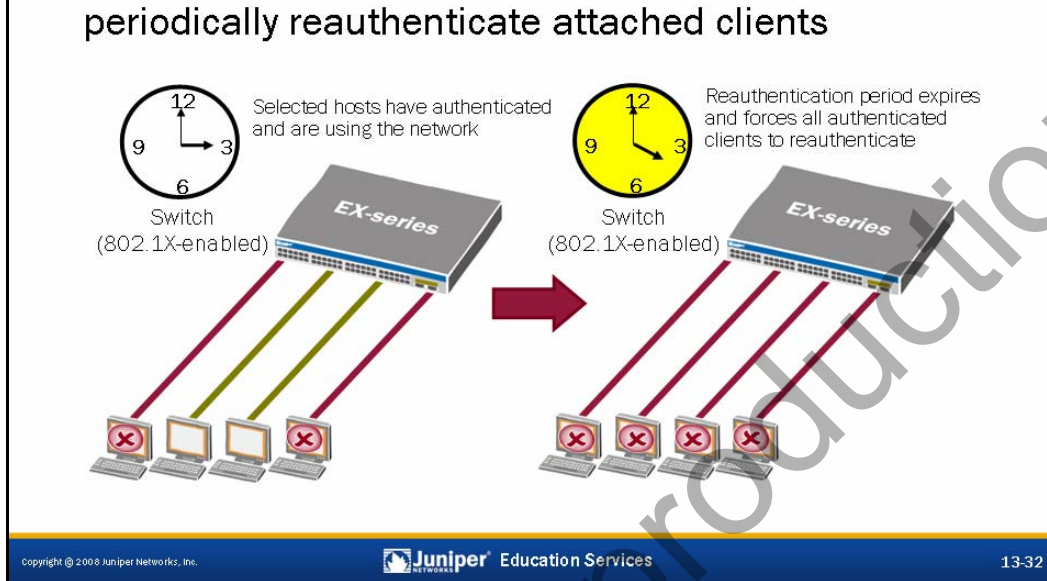 periodically reauthenticate attached clients
12
9
3
6
Selected hosts have authenticated
and are using the network
Switch
(802.1X-enabled)
EX-series
12
9
3
6
Reauthentication period expires
and forces all authenticated
clients to reauthenticate
Switch
(802.1X-enabled)
EX-series
Copyright © 2008 Juniper Networks, Inc.
Juniper Education Services
NETWORKS
13-32